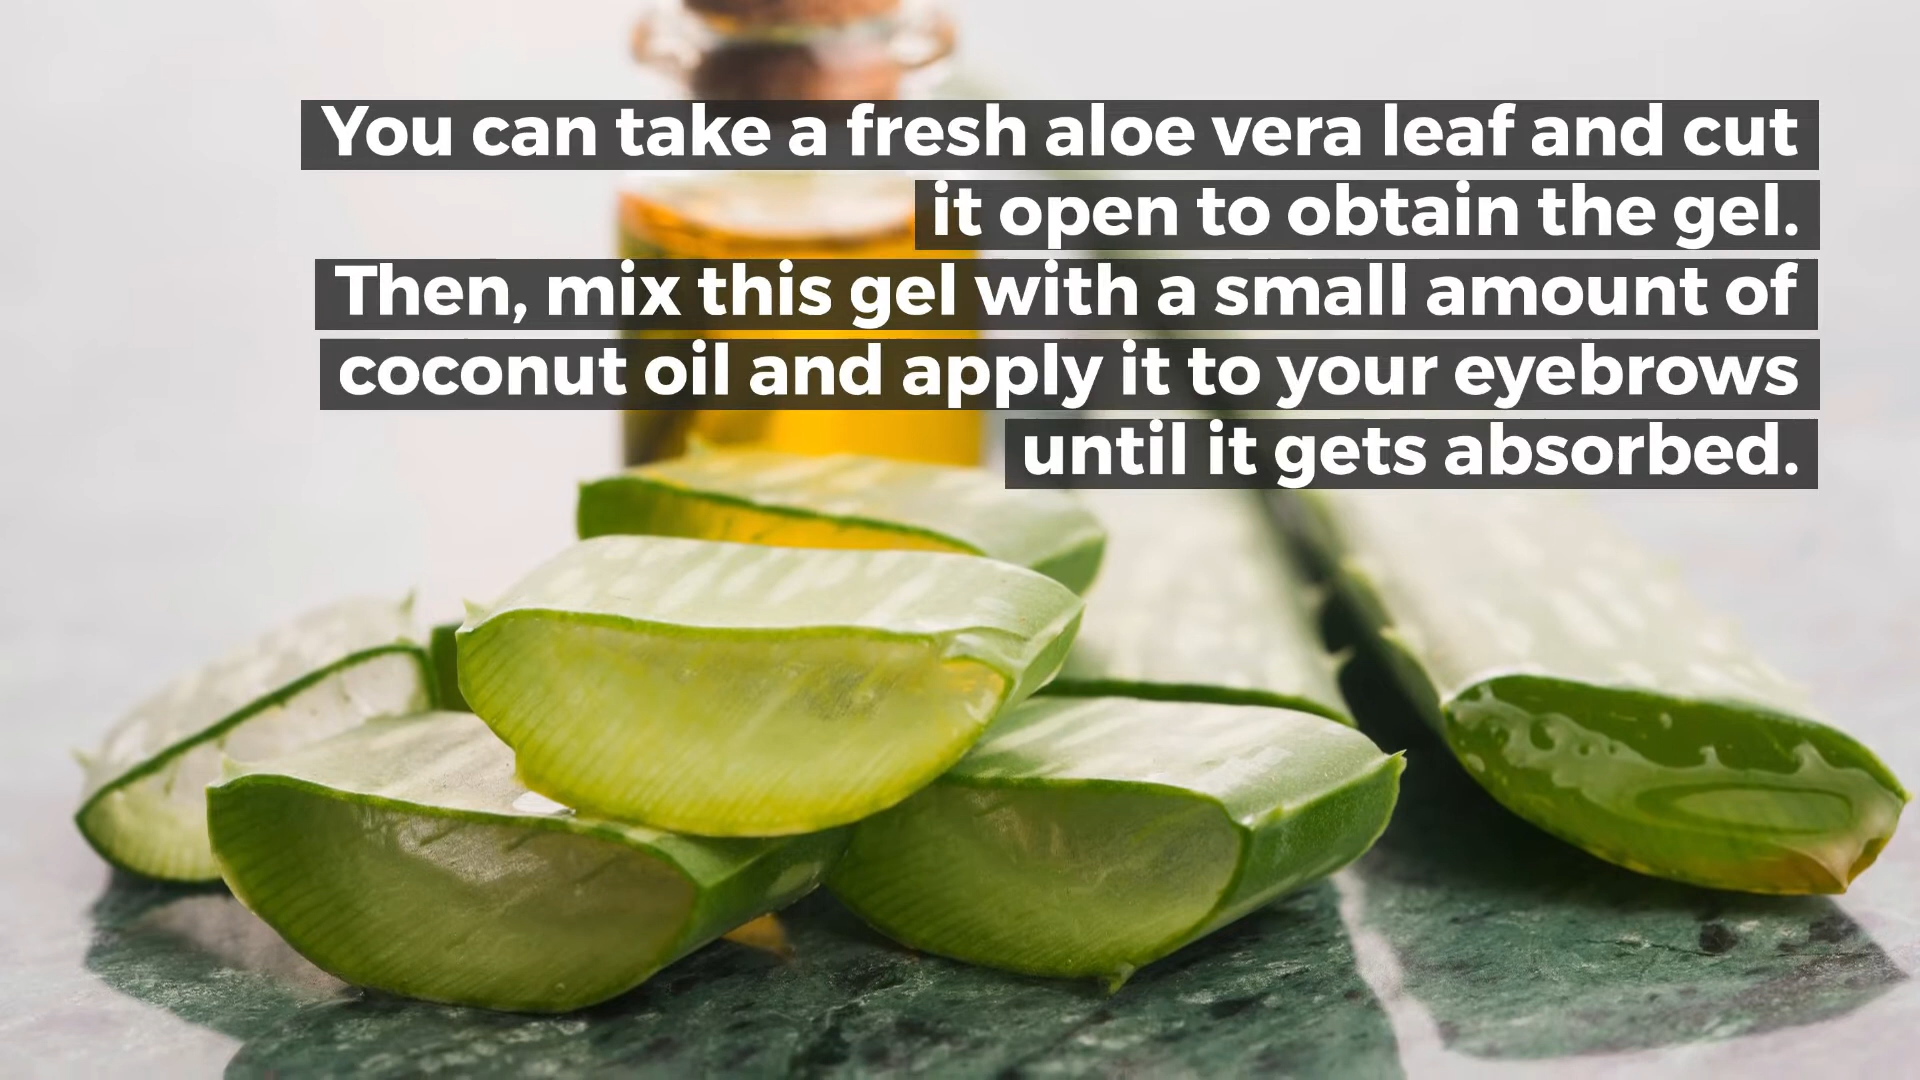 You can take a fresh aloe vera leaf and cut
it open to obtain the gel.
Then, mix this gel with a small amount of
coconut oil and apply it to your eyebrows
until it gets absorbed.